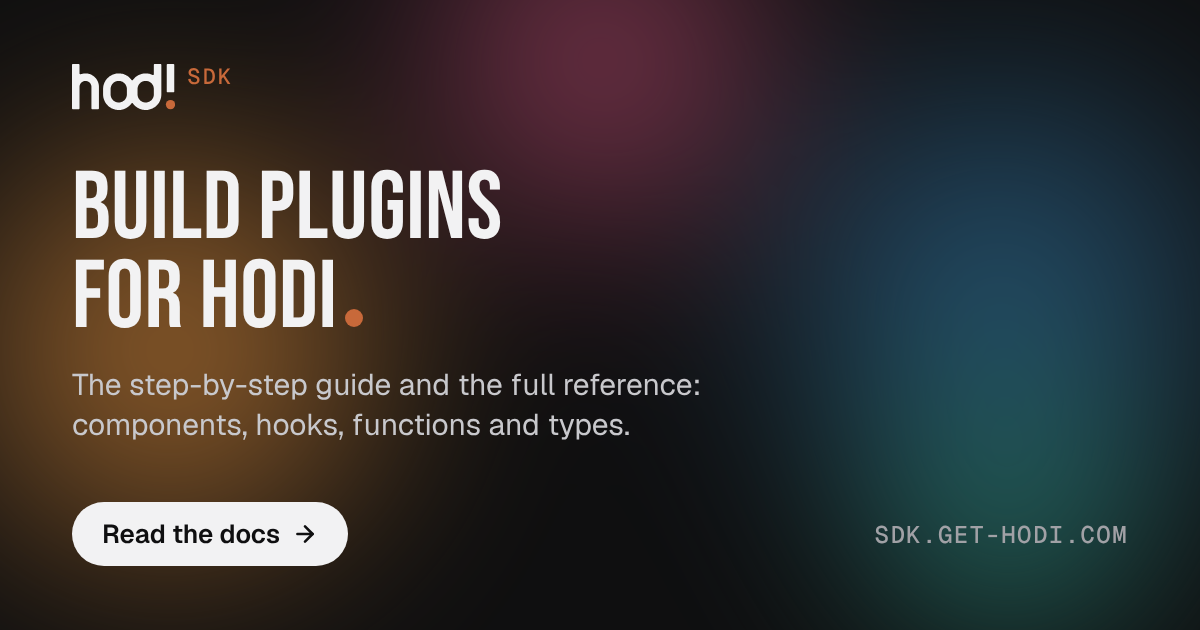 hod! SDK
BUILD PLUGINS
FOR HODI.
The step-by-step guide and the full reference:
components, hooks, functions and types.
Read the docs →
SDK.GET-HODI.COM